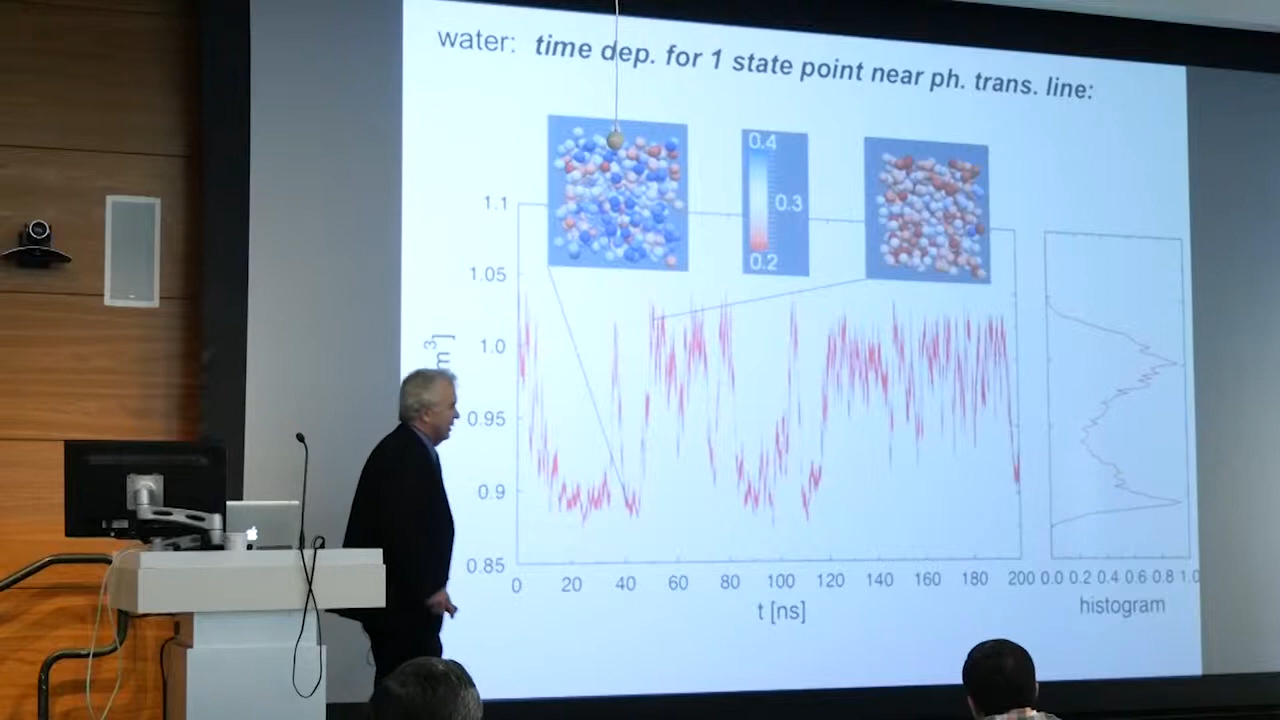 water: time dep. for 1 state point near ph. trans. line:
0.4
0.3
0.2
1.1
1.05
1.0
0.95
0.9
0.85
m³]
0 20 40 60 80 100 120 140 160 180 200
0.0 0.2 0.4 0.6 0.8 1.0
t [ns]
histogram